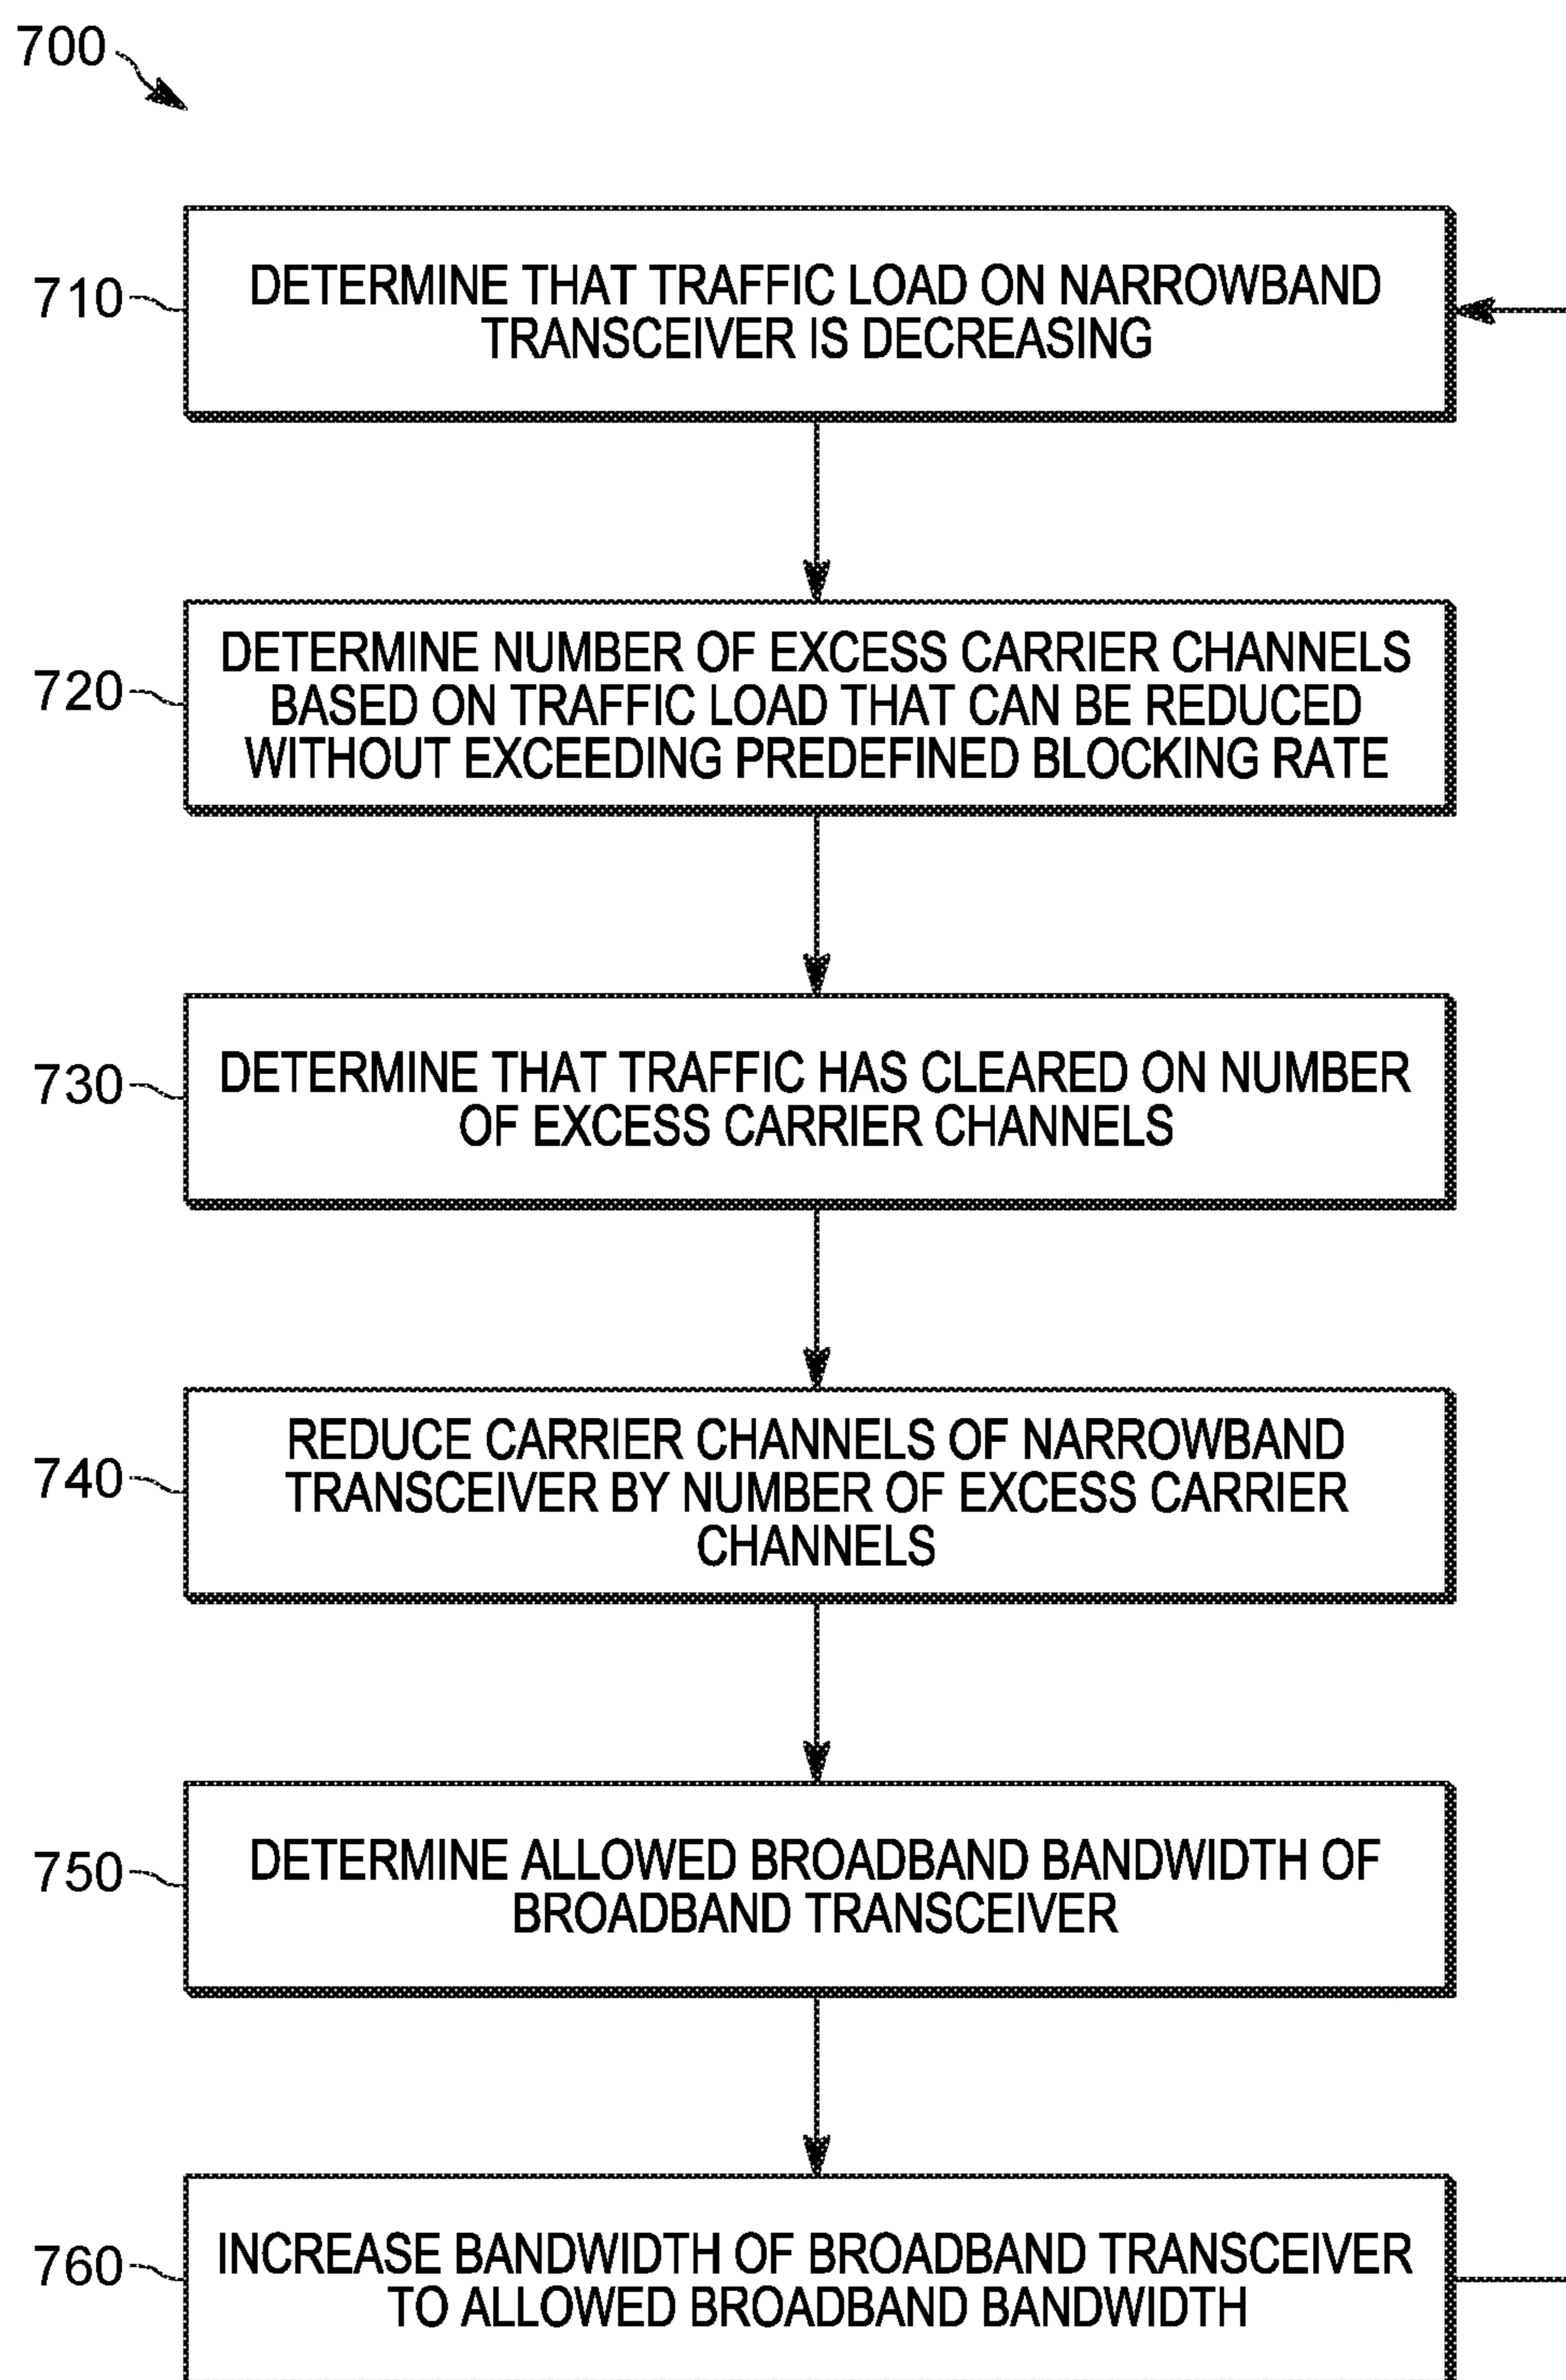 700
710
DETERMINE THAT TRAFFIC LOAD ON NARROWBAND
TRANSCEIVER IS DECREASING
720
DETERMINE NUMBER OF EXCESS CARRIER CHANNELS
BASED ON TRAFFIC LOAD THAT CAN BE REDUCED
WITHOUT EXCEEDING PREDEFINED BLOCKING RATE
730
DETERMINE THAT TRAFFIC HAS CLEARED ON NUMBER
OF EXCESS CARRIER CHANNELS
740
REDUCE CARRIER CHANNELS OF NARROWBAND
TRANSCEIVER BY NUMBER OF EXCESS CARRIER
CHANNELS
750
DETERMINE ALLOWED BROADBAND BANDWIDTH OF
BROADBAND TRANSCEIVER
760
INCREASE BANDWIDTH OF BROADBAND TRANSCEIVER
TO ALLOWED BROADBAND BANDWIDTH